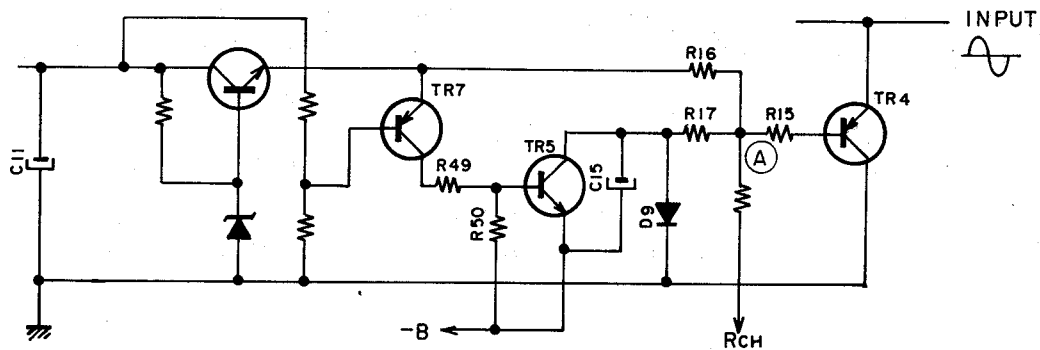 INPUT
R16
TR7
R17
R15
TR4
C11
R49
TR5
C15
A
R50
D9
-B
RCH